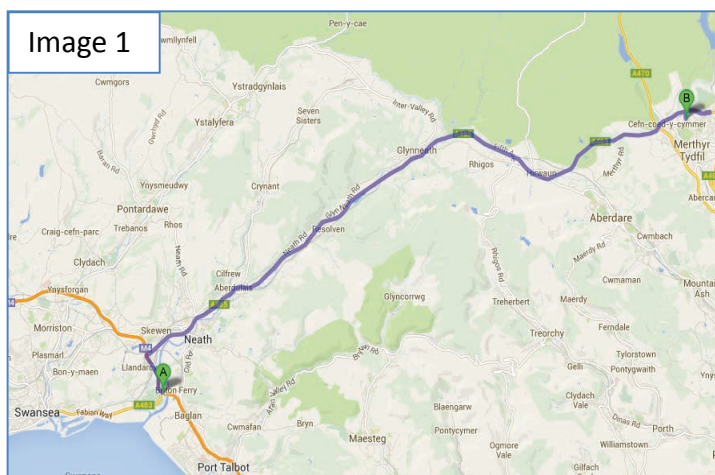 Image 1
Pen-y-cae
Cwmllynfell
Cwmgors
Ystradgynlais
Ystalyfera
Seven
Sisters
Inter-Valley Rd
A470
B
Cefn-coed-y-cymmer
Merthyr
Tydfil
Glynneath
Rhigos
Hirwaun
Merthyr Rd
Baran Rd
Ynysmeudwy
Crynant
Pontardawe
Rhos
Trebanos
Craig-cefn-parc
Clydach
Neath Rd
Resolven
Neath Rd
Aberdare
Cwmbach
Maerdy Rd
Cwmaman
Mountain
Ash
Cilfrew
Aberdulais
Rhigos Rd
Glyncorrwg
Treherbert
Maerdy
Ynysforgan
Morriston
Skewen
Neath
Ferndale
Treorchy
Tylorstown
Pontygwaith
Plasmarl
Bon-y-maen
M4
Llandarcy
A
Briton Ferry
Gelli
Clydach
Vale
Swansea
Fabian Way
A483
Baglan
Cwmafan
Bryn
Blaengarw
Pontycymer
Dinas Rd
Porth
Maesteg
Ogmore
Vale
Williamstown
Port Talbot
Gilfach